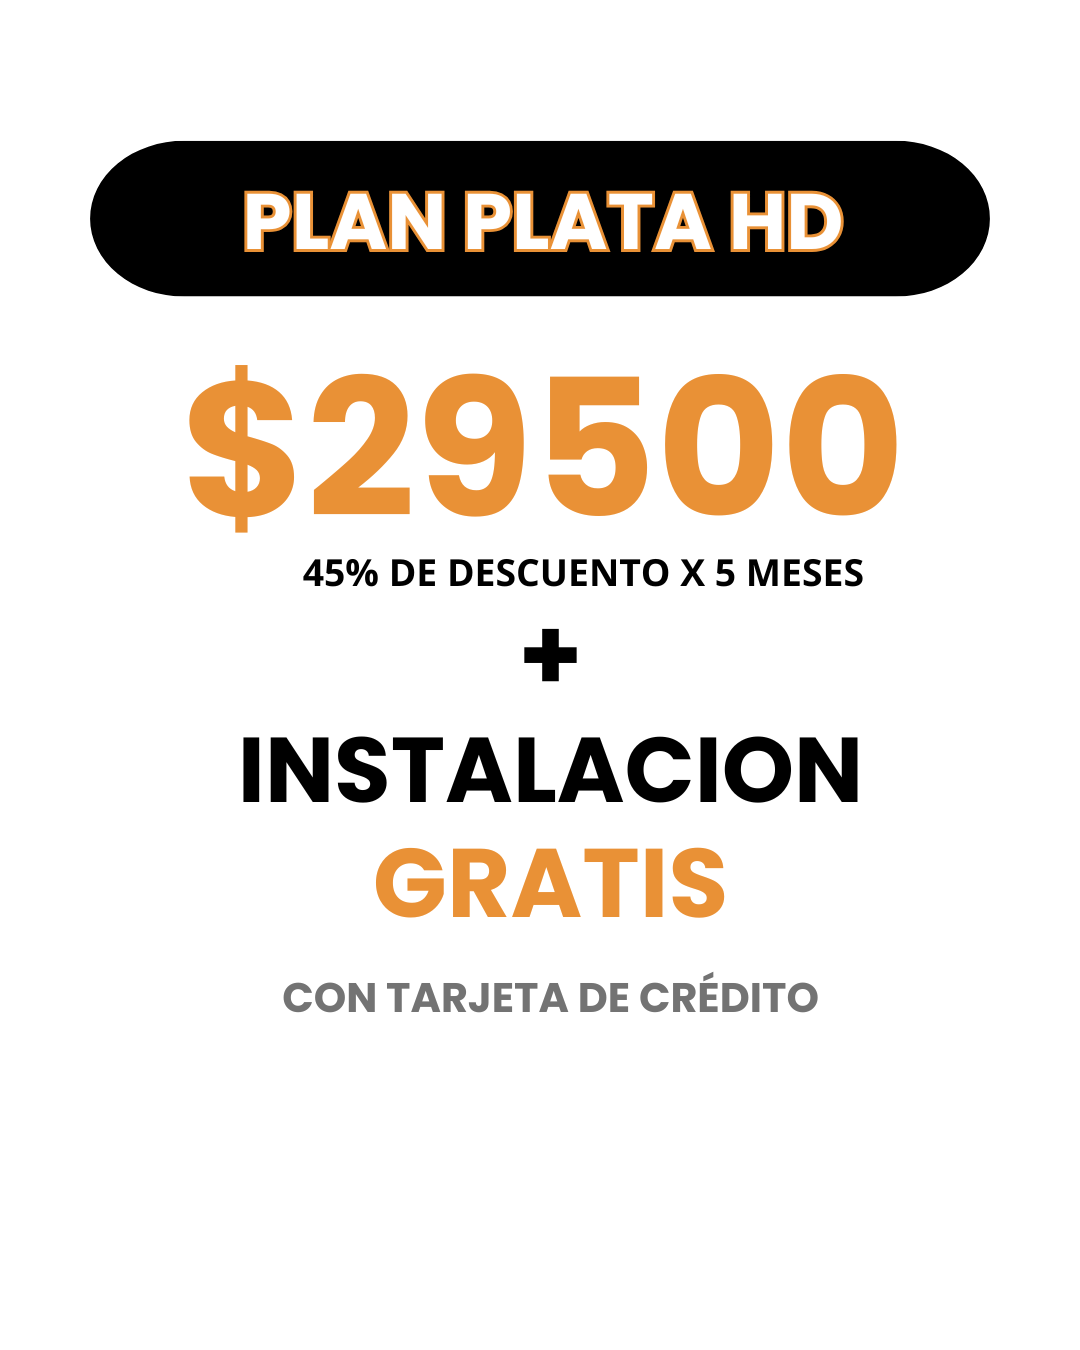 PLAN PLATA HD
$29500
45% DE DESCUENTO X 5 MESES
+
INSTALACION
GRATIS
CON TARJETA DE CRÉDITO